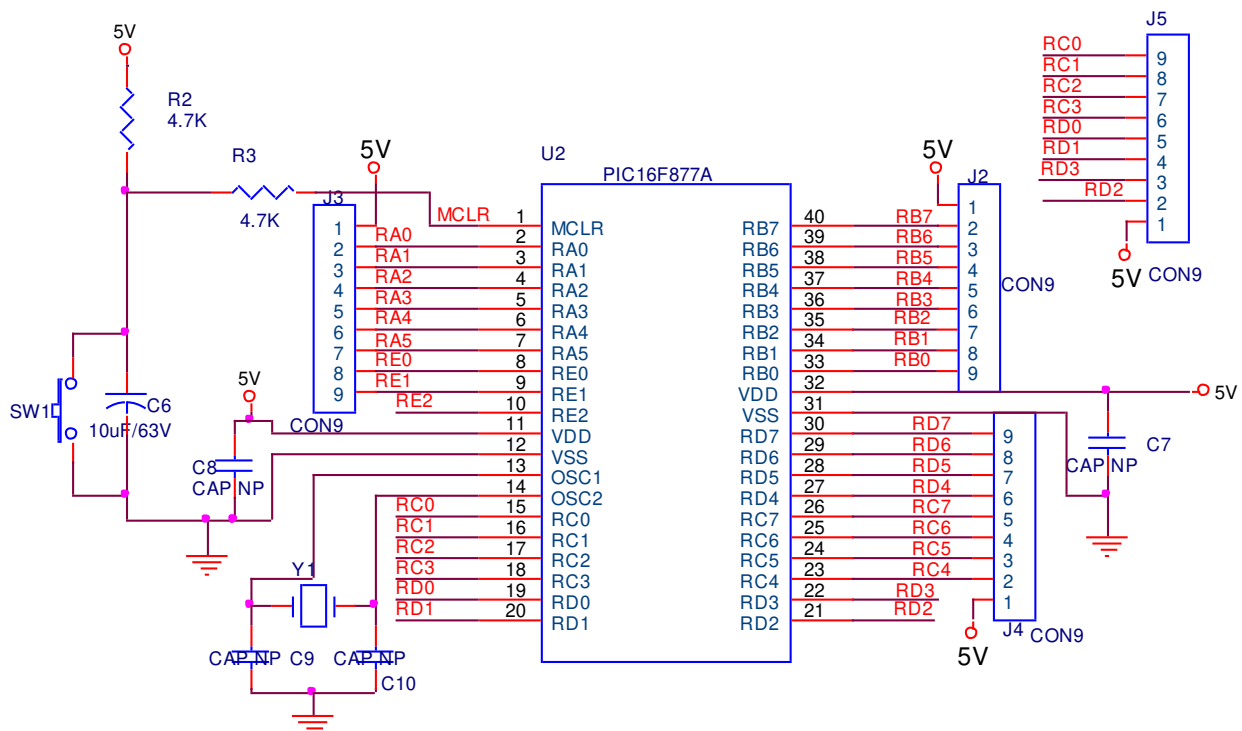 5V
R2
4.7K
R3
4.7K
SW1
C6
10uF/63V
5V
C8
CAP NP
5V
J3
1
2
3
4
5
6
7
8
9
CON9
MCLR
RA0
RA1
RA2
RA3
RA4
RA5
RE0
RE1
RE2
RC0
RC1
RC2
RC3
RD0
RD1
Y1
CAP NP
C9
CAP NP
C10
U2
PIC16F877A
1 MCLR
2 RA0
3 RA1
4 RA2
5 RA3
6 RA4
7 RA5
8 RE0
9 RE1
10 RE2
11 VDD
12 VSS
13 OSC1
14 OSC2
15 RC0
16 RC1
17 RC2
18 RC3
19 RD0
20 RD1
RB7 40
RB6 39
RB5 38
RB4 37
RB3 36
RB2 35
RB1 34
RB0 33
VDD 32
VSS 31
RD7 30
RD6 29
RD5 28
RD4 27
RC7 26
RC6 25
RC5 24
RC4 23
RD3 22
RD2 21
5V
J2
RB7
RB6
RB5
RB4
RB3
RB2
RB1
RB0
1
2
3
4
5
6
7
8
9
CON9
5V
C7
CAP NP
RD7
RD6
RD5
RD4
RC7
RC6
RC5
RC4
RD3
RD2
9
8
7
6
5
4
3
2
1
J4
CON9
5V
J5
RC0
RC1
RC2
RC3
RD0
RD1
RD3
RD2
9
8
7
6
5
4
3
2
1
5V
CON9